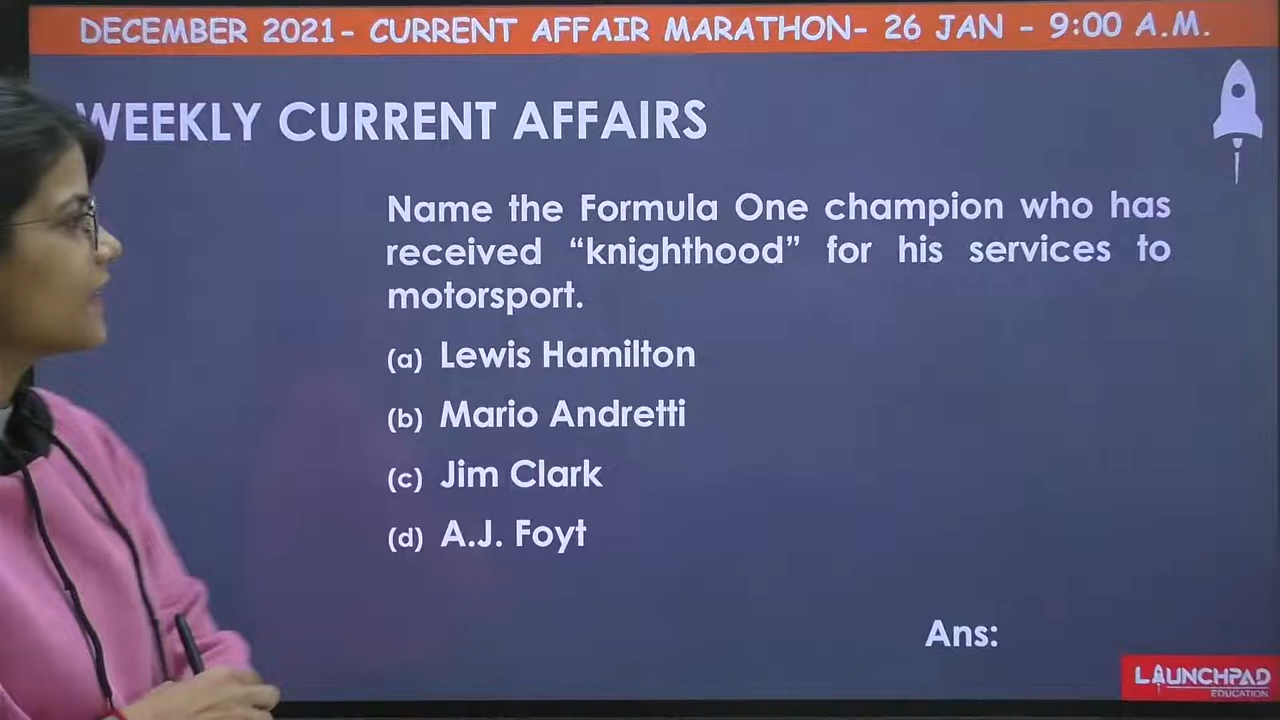 DECEMBER 2021- CURRENT AFFAIR MARATHON- 26 JAN - 9:00 A.M.
WEEKLY CURRENT AFFAIRS
Name the Formula One champion who has
received “knighthood” for his services to
motorsport.
(a) Lewis Hamilton
(b) Mario Andretti
(c) Jim Clark
(d) A.J. Foyt
Ans:
LAUNCHPAD
EDUCATION